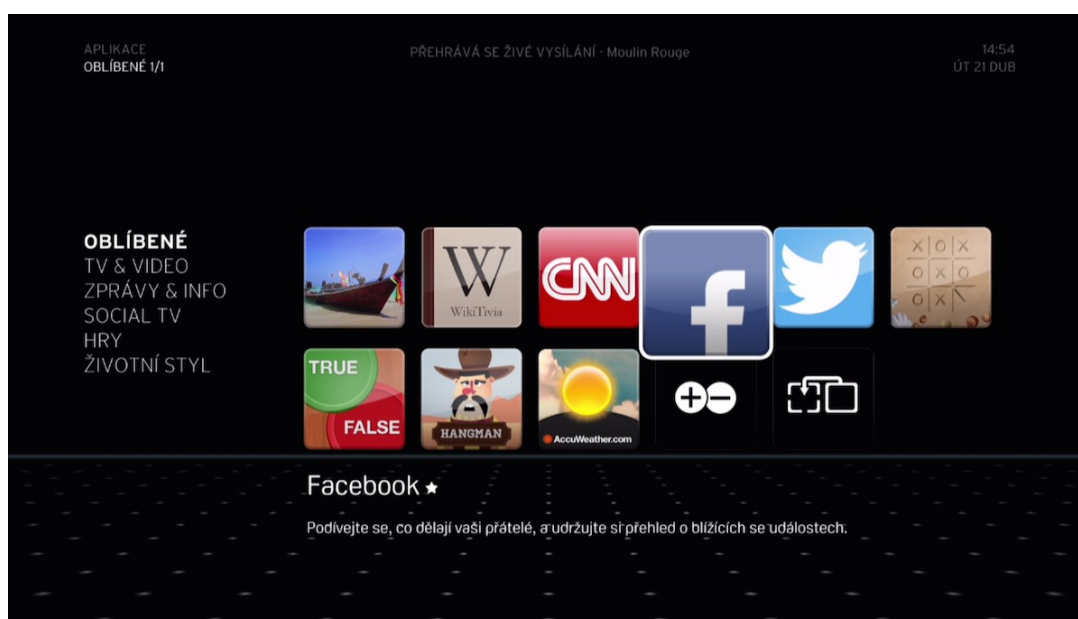 APLIKACE
OBLÍBENÉ 1/1
PŘEHRÁVÁ SE ŽIVÉ VYSÍLÁNÍ - Moulin Rouge
14:54
ÚT 21 DUB
OBLÍBENÉ
TV & VIDEO
ZPRÁVY & INFO
SOCIAL TV
HRY
ŽIVOTNÍ STYL
W
WikiTivia
CNN
f
X O X
O X O
O X \
TRUE
FALSE
HANGMAN
AccuWeather.com
Facebook ★
Podívejte se, co dělají vaši přátelé, a udržujte si přehled o blížících se událostech.